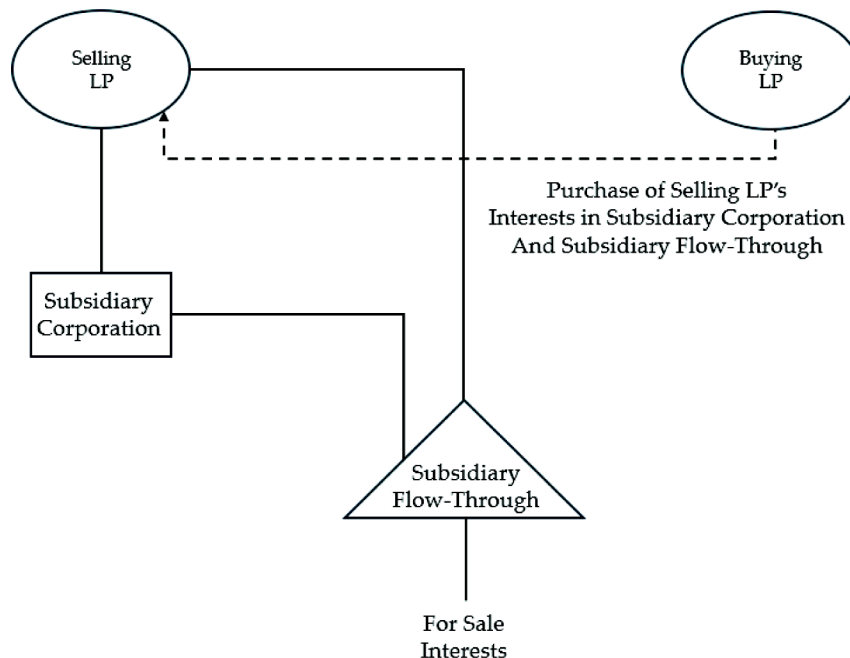 Selling
LP
Buying
LP
Purchase of Selling LP's
Interests in Subsidiary Corporation
And Subsidiary Flow-Through
Subsidiary
Corporation
Subsidiary
Flow-Through
For Sale
Interests